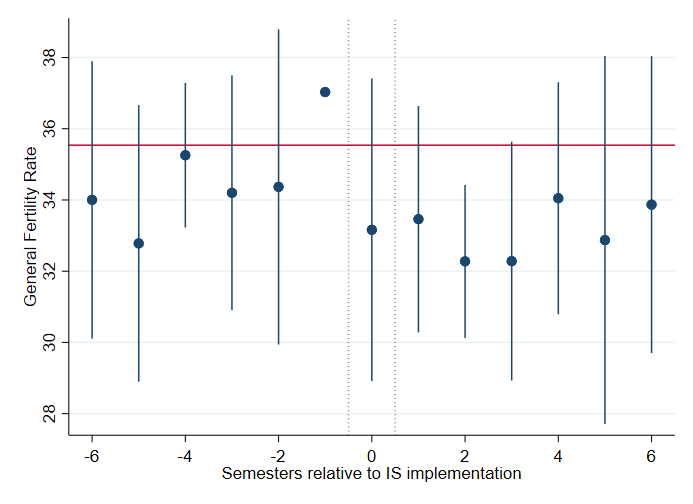 General Fertility Rate
38
36
34
32
30
28
-6 -4 -2 0 2 4 6
Semesters relative to IS implementation